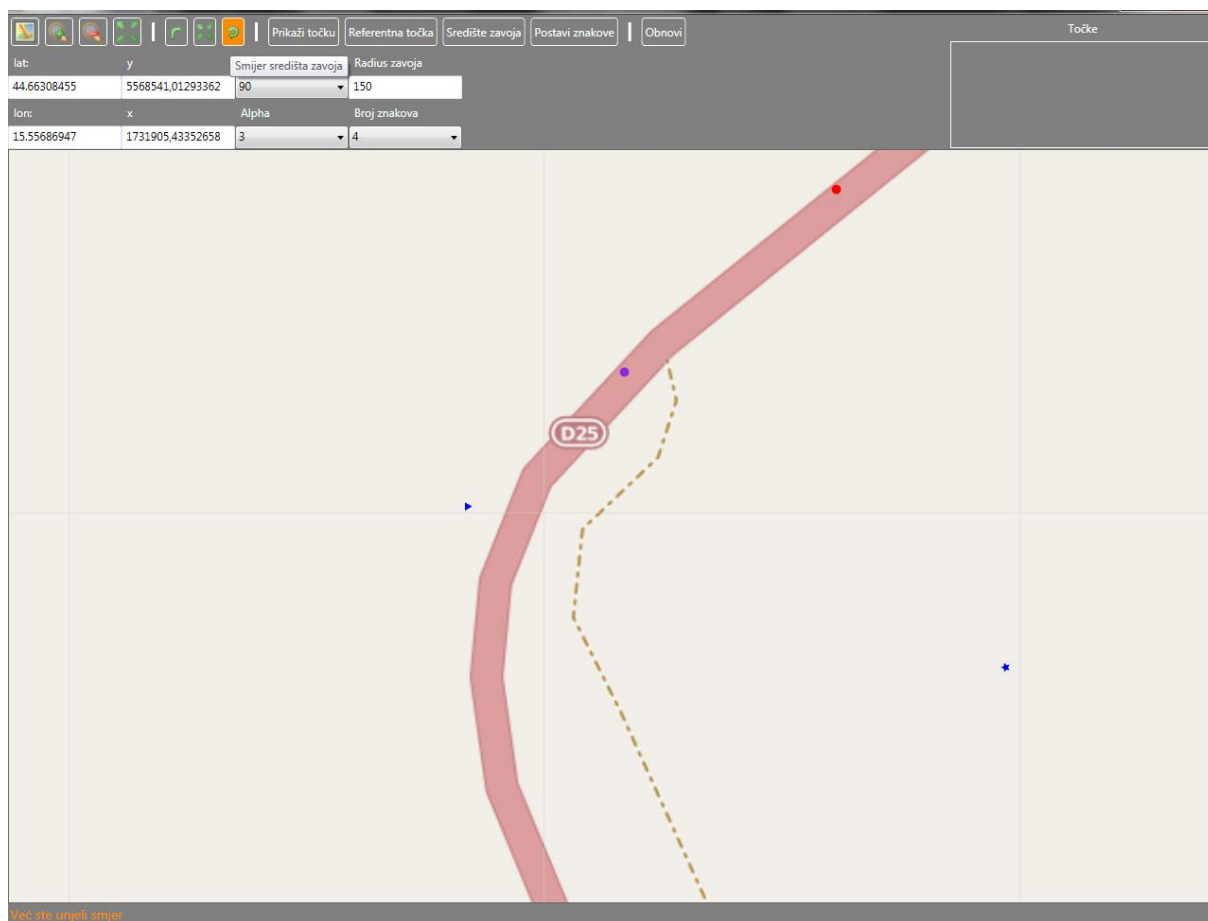 Prikaži točku Referentna točka Središte zavoja Postavi znakove Obnovi Točke
lat: y Smijer središta zavoja Radius zavoja
44.66308455 5568541,01293362 90 150
lon: x Alpha Broj znakova
15.55686947 1731905,43352658 3 4
D25
Već ste unjeli smjer